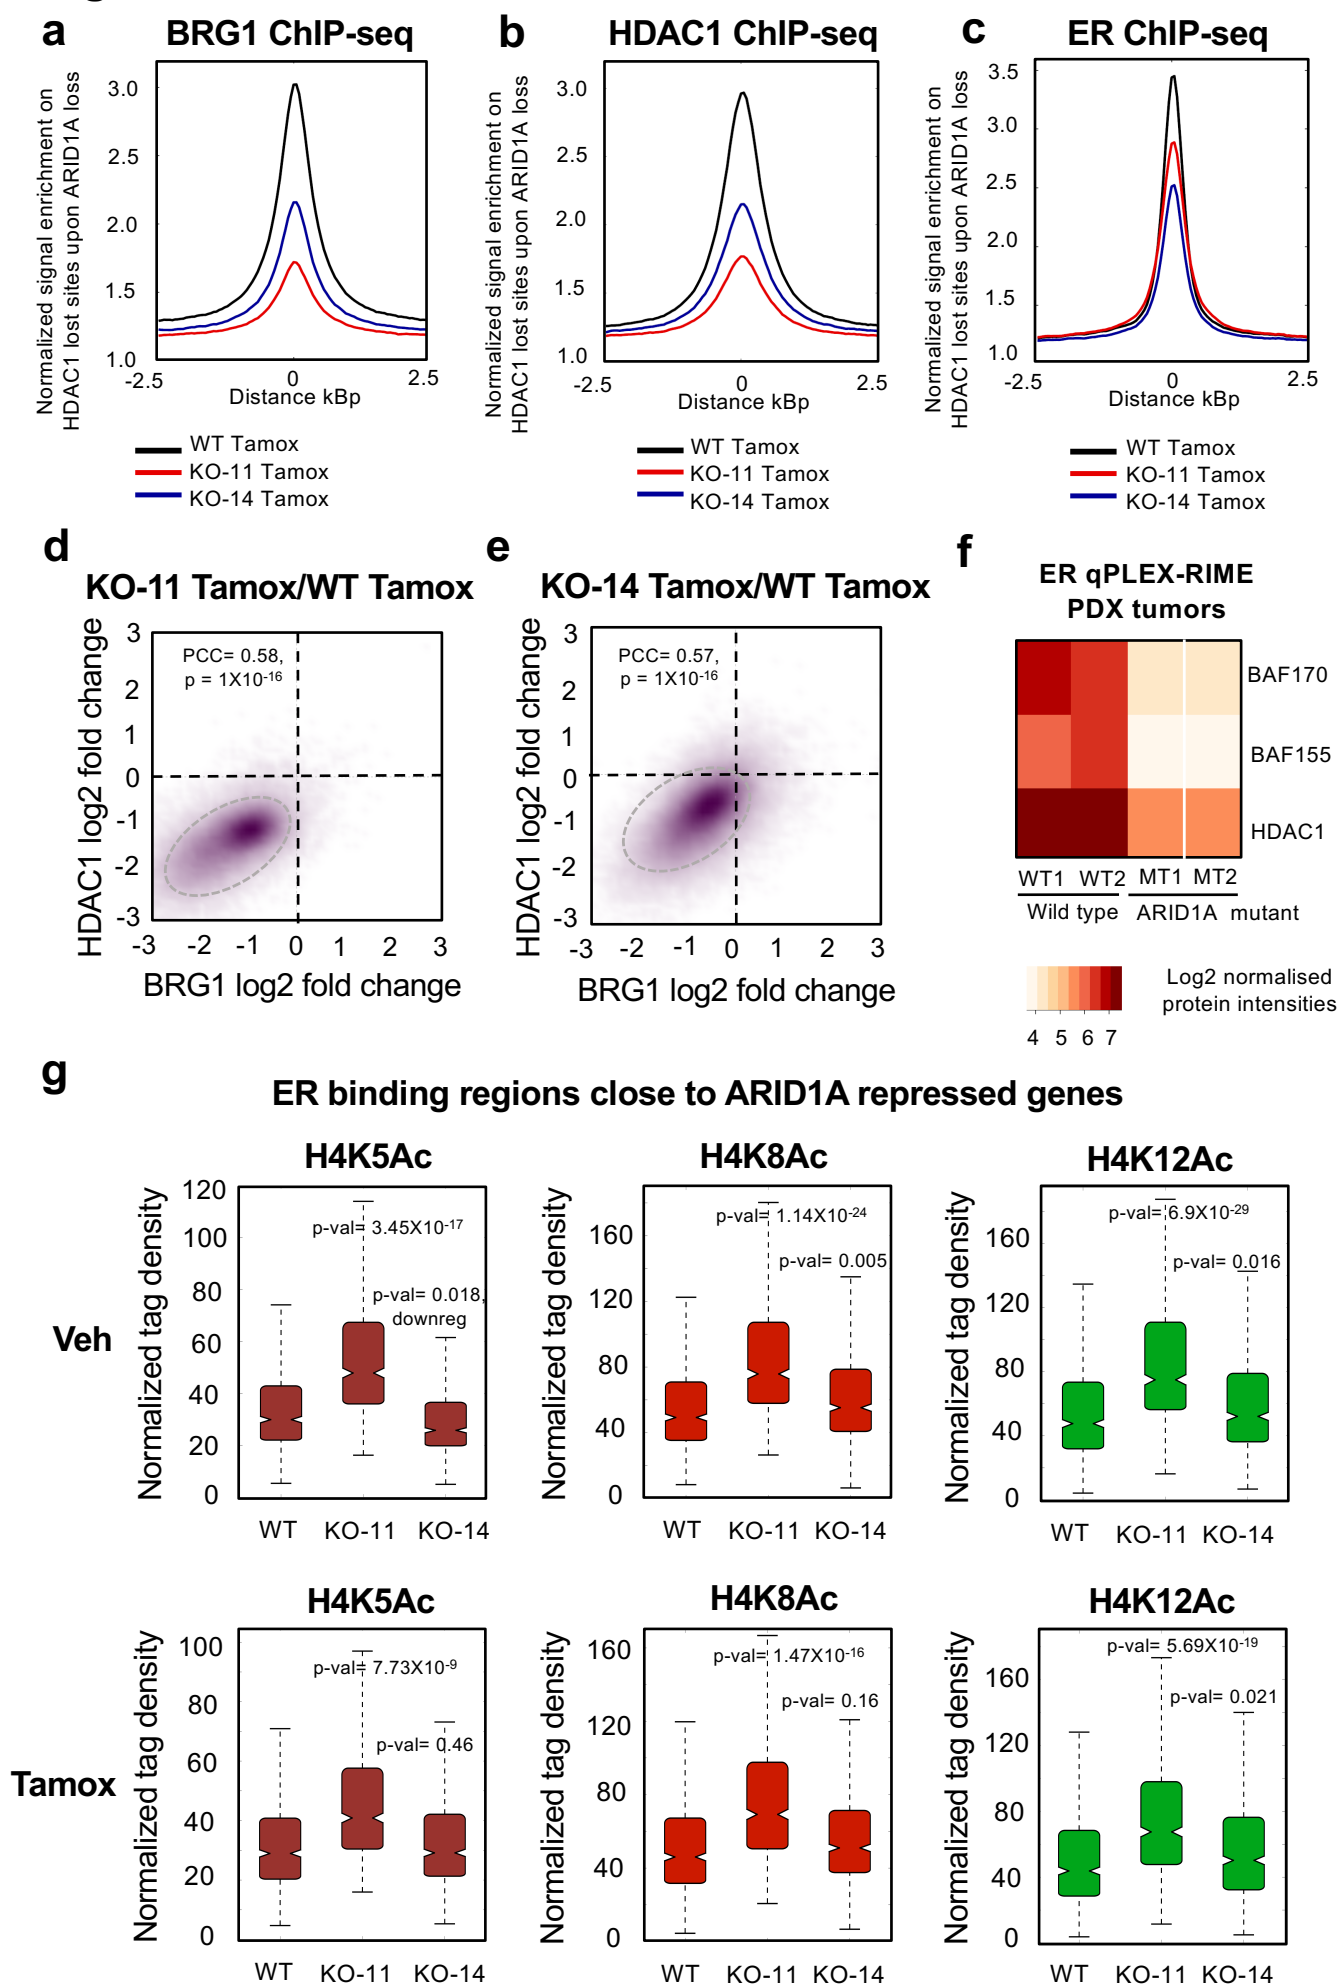 a
BRG1 ChIP-seq
b
HDAC1 ChIP-seq
c
ER ChIP-seq
Normalized signal enrichment on
HDAC1 lost sites upon ARID1A loss
3.0
2.5
2.0
1.5
1.0
-2.5
0
2.5
Distance kBp
WT Tamox
KO-11 Tamox
KO-14 Tamox
Normalized signal enrichment on
HDAC1 lost sites upon ARID1A loss
3.0
2.5
2.0
1.5
1.0
-2.5
0
2.5
Distance kBp
WT Tamox
KO-11 Tamox
KO-14 Tamox
Normalized signal enrichment on
HDAC1 lost sites upon ARID1A loss
3.5
3.0
2.5
2.0
1.5
1.0
-2.5
0
2.5
Distance kBp
WT Tamox
KO-11 Tamox
KO-14 Tamox
d
KO-11 Tamox/WT Tamox
PCC= 0.58,
p = 1X10-16
HDAC1 log2 fold change
3
2
1
0
-1
-2
-3
-3 -2 -1 0 1 2 3
BRG1 log2 fold change
e
KO-14 Tamox/WT Tamox
PCC= 0.57,
p = 1X10-16
HDAC1 log2 fold change
3
2
1
0
-1
-2
-3
-3 -2 -1 0 1 2 3
BRG1 log2 fold change
f
ER qPLEX-RIME
PDX tumors
BAF170
BAF155
HDAC1
WT1 WT2 MT1 MT2
Wild type ARID1A mutant
Log2 normalised
protein intensities
4 5 6 7
g
ER binding regions close to ARID1A repressed genes
Veh
H4K5Ac
Normalized tag density
120
100
80
60
40
20
0
p-val= 3.45X10-17
p-val= 0.018,
downreg
WT KO-11 KO-14
H4K8Ac
Normalized tag density
160
120
80
40
0
p-val= 1.14X10-24
p-val= 0.005
WT KO-11 KO-14
H4K12Ac
Normalized tag density
160
120
80
40
0
p-val= 6.9X10-29
p-val= 0.016
WT KO-11 KO-14
Tamox
H4K5Ac
Normalized tag density
100
80
60
40
20
0
p-val= 7.73X10-9
p-val= 0.46
WT KO-11 KO-14
H4K8Ac
Normalized tag density
160
120
80
40
0
p-val= 1.47X10-16
p-val= 0.16
WT KO-11 KO-14
H4K12Ac
Normalized tag density
160
120
80
40
0
p-val= 5.69X10-19
p-val= 0.021
WT KO-11 KO-14